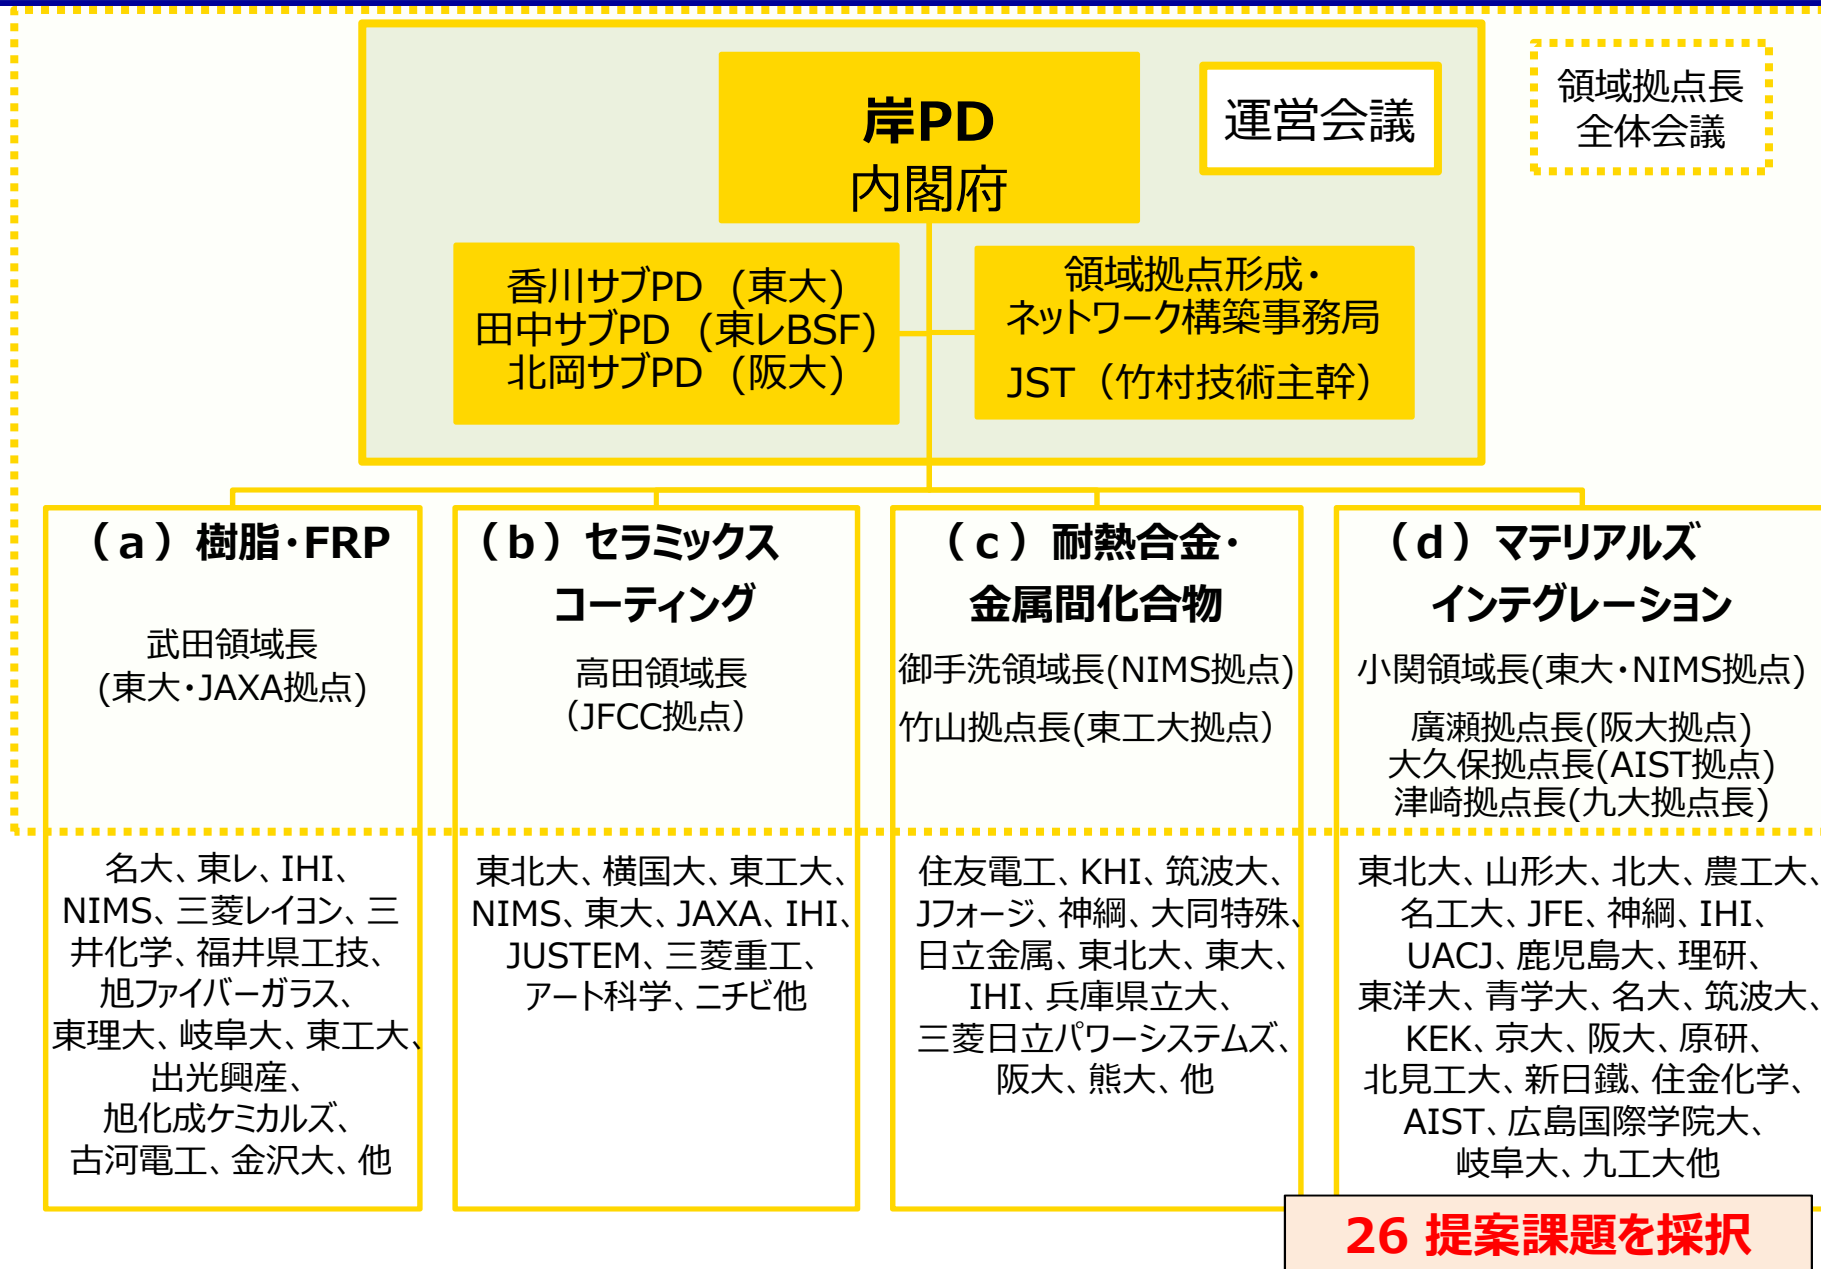 岸PD
内閣府
運営会議
領域拠点長
全体会議
香川サブPD (東大)
田中サブPD (東レBSF)
北岡サブPD (阪大)
領域拠点形成・
ネットワーク構築事務局
JST（竹村技術主幹）
（a）樹脂・FRP
武田領域長
(東大・JAXA拠点)
名大、東レ、IHI、
NIMS、三菱レイヨン、三
井化学、福井県工技、
旭ファイバーガラス、
東理大、岐阜大、東工大、
出光興産、
旭化成ケミカルズ、
古河電工、金沢大、他
（b）セラミックス
コーティング
高田領域長
（JFCC拠点）
東北大、横国大、東工大、
NIMS、東大、JAXA、IHI、
JUSTEM、三菱重工、
アート科学、ニチビ他
（c）耐熱合金・
金属間化合物
御手洗領域長(NIMS拠点)
竹山拠点長(東工大拠点）
住友電工、KHI、筑波大、
Jフォージ、神綱、大同特殊、
日立金属、東北大、東大、
IHI、兵庫県立大、
三菱日立パワーシステムズ、
阪大、熊大、他
（d）マテリアルズ
インテグレーション
小関領域長(東大・NIMS拠点)
廣瀬拠点長(阪大拠点)
大久保拠点長(AIST拠点)
津崎拠点長(九大拠点長)
東北大、山形大、北大、農工大、
名工大、JFE、神綱、IHI、
UACJ、鹿児島大、理研、
東洋大、青学大、名大、筑波大、
KEK、京大、阪大、原研、
北見工大、新日鐵、住金化学、
AIST、広島国際学院大、
岐阜大、九工大他
26 提案課題を採択